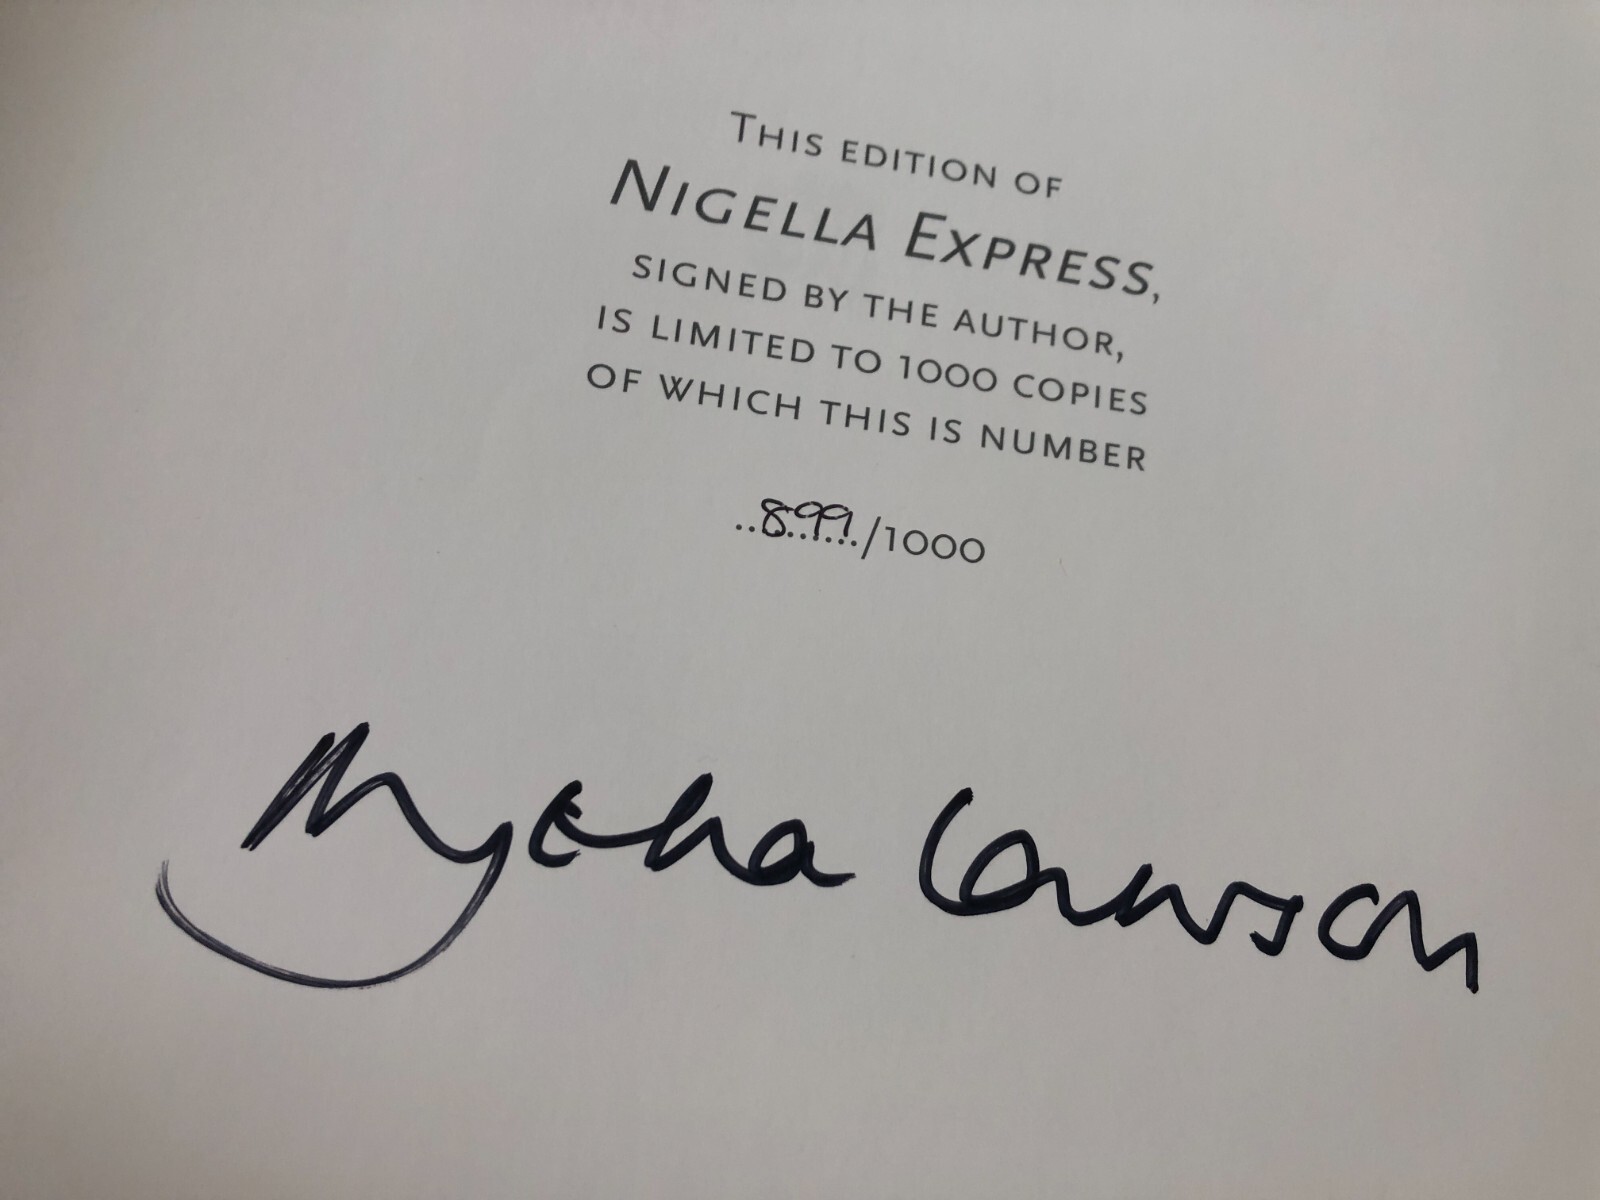 THIS EDITION OF
NIGELLA EXPRESS,
SIGNED BY THE AUTHOR,
IS LIMITED TO 1000 COPIES
OF WHICH THIS IS NUMBER
..899..../1000
Nigella Lawson